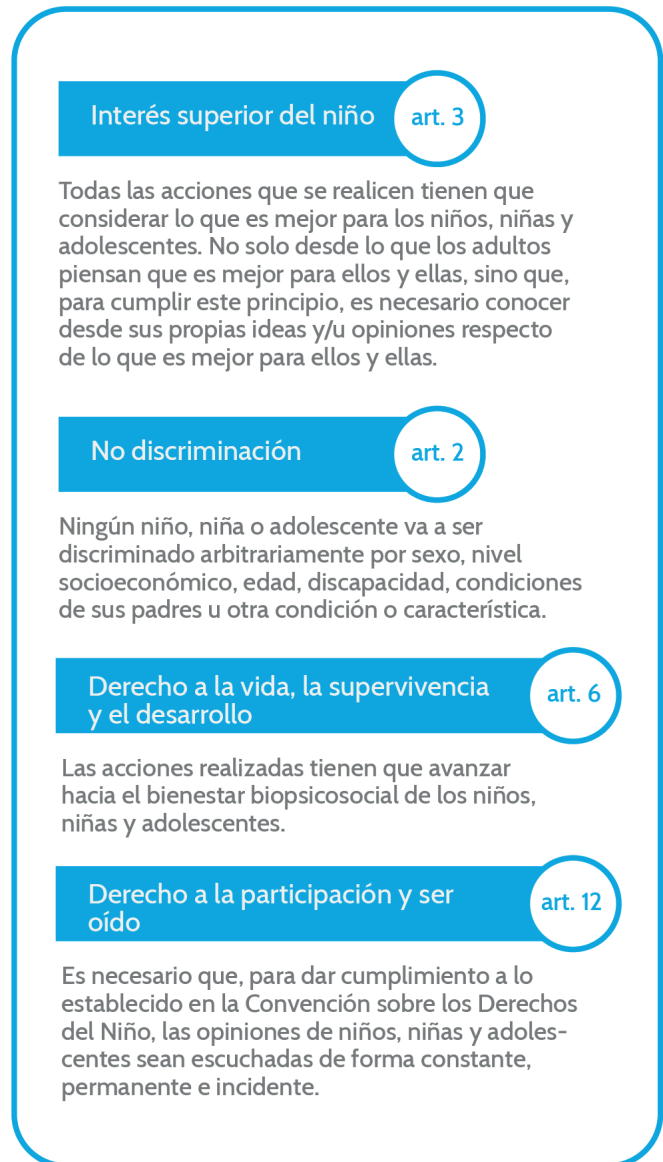 Interés superior del niño
art. 3
Todas las acciones que se realicen tienen que
considerar lo que es mejor para los niños, niñas y
adolescentes. No solo desde lo que los adultos
piensan que es mejor para ellos y ellas, sino que,
para cumplir este principio, es necesario conocer
desde sus propias ideas y/u opiniones respecto
de lo que es mejor para ellos y ellas.
No discriminación
art. 2
Ningún niño, niña o adolescente va a ser
discriminado arbitrariamente por sexo, nivel
socioeconómico, edad, discapacidad, condiciones
de sus padres u otra condición o característica.
Derecho a la vida, la supervivencia
y el desarrollo
art. 6
Las acciones realizadas tienen que avanzar
hacia el bienestar biopsicosocial de los niños,
niñas y adolescentes.
Derecho a la participación y ser
oído
art. 12
Es necesario que, para dar cumplimiento a lo
establecido en la Convención sobre los Derechos
del Niño, las opiniones de niños, niñas y adoles-
centes sean escuchadas de forma constante,
permanente e incidente.